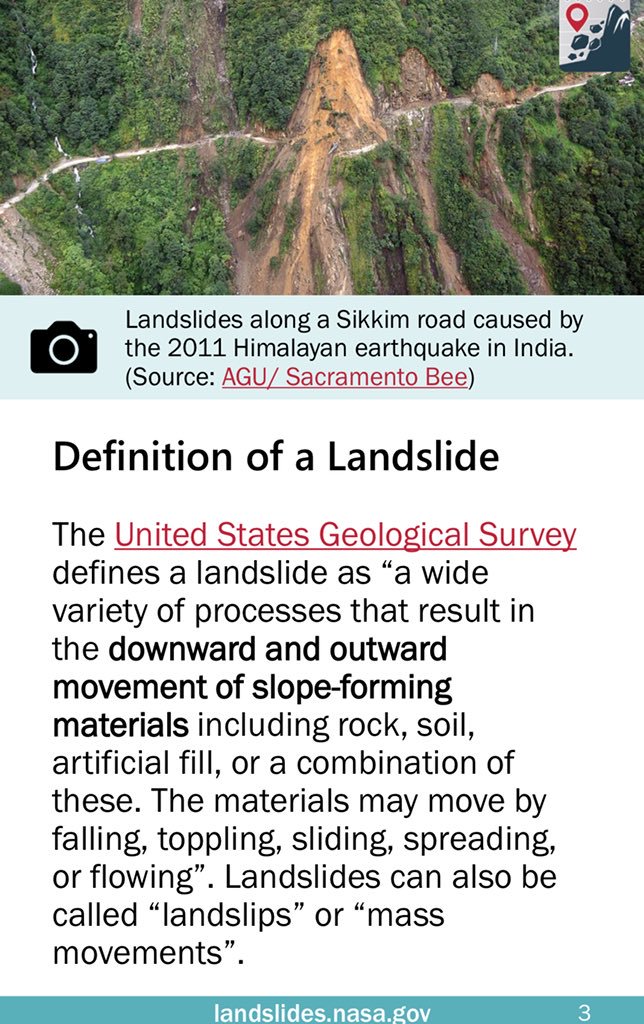 Landslides along a Sikkim road caused by
the 2011 Himalayan earthquake in India.
(Source: AGU/ Sacramento Bee)
Definition of a Landslide
The United States Geological Survey
defines a landslide as “a wide
variety of processes that result in
the downward and outward
movement of slope-forming
materials including rock, soil,
artificial fill, or a combination of
these. The materials may move by
falling, toppling, sliding, spreading,
or flowing”. Landslides can also be
called “landslips” or “mass
movements”.
landslides.nasa.gov 3